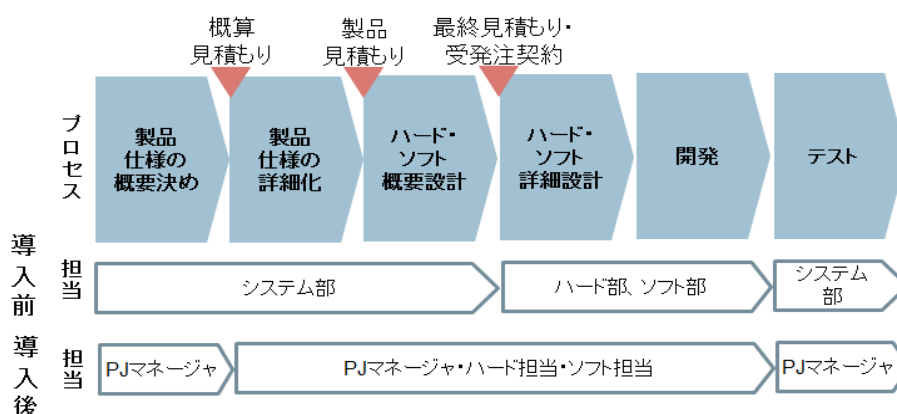 概算
見積もり
製品
見積もり
最終見積もり・
受発注契約
プロセス
製品
仕様の
概要決め
製品
仕様の
詳細化
ハード・
ソフト
概要設計
ハード・
ソフト
詳細設計
開発
テスト
導入前
担当
システム部
ハード部、ソフト部
システム
部
導入後
担当
PJマネージャ
PJマネージャ・ハード担当・ソフト担当
PJマネージャ